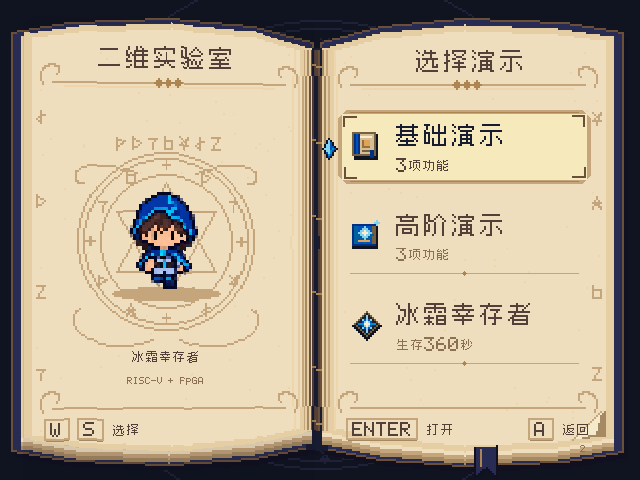 二维实验室
冰霜幸存者
RISC-V + FPGA
W S 选择
选择演示
基础演示
3项功能
高阶演示
3项功能
冰霜幸存者
生存360秒
ENTER 打开
A 返回